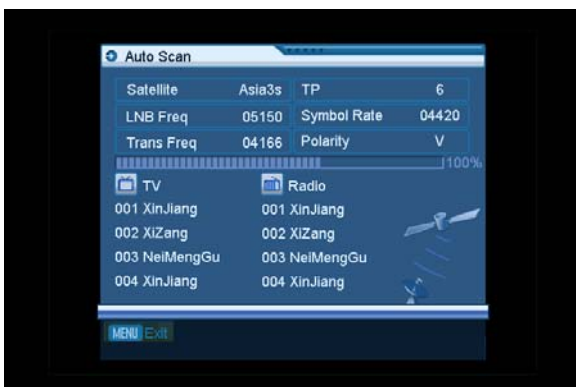 Auto Scan
Satellite Asia3s TP 6
LNB Freq 05150 Symbol Rate 04420
Trans Freq 04166 Polarity V
100%
TV Radio
001 XinJiang 001 XinJiang
002 XiZang 002 XiZang
003 NeiMengGu 003 NeiMengGu
004 XinJiang 004 XinJiang
MENU Exit